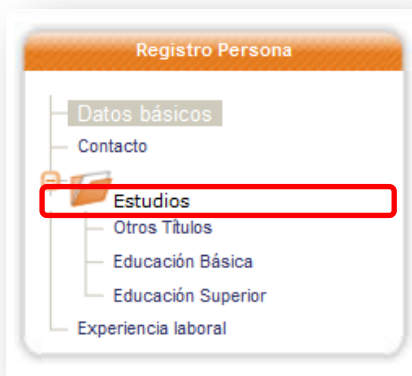 Registro Persona
Datos básicos
Contacto
Estudios
Otros Títulos
Educación Básica
Educación Superior
Experiencia laboral